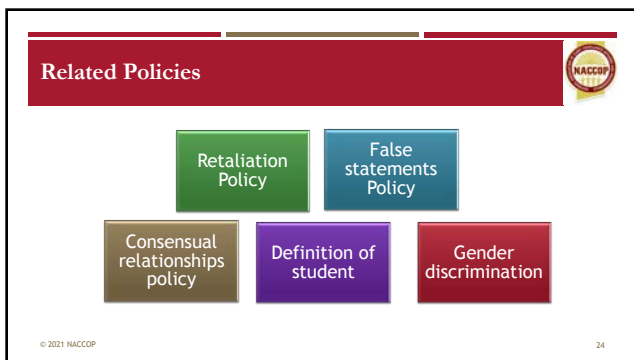 Related Policies
NACCOP
Retaliation
Policy
False
statements
Policy
Consensual
relationships
policy
Definition of
student
Gender
discrimination
© 2021 NACCOP
24